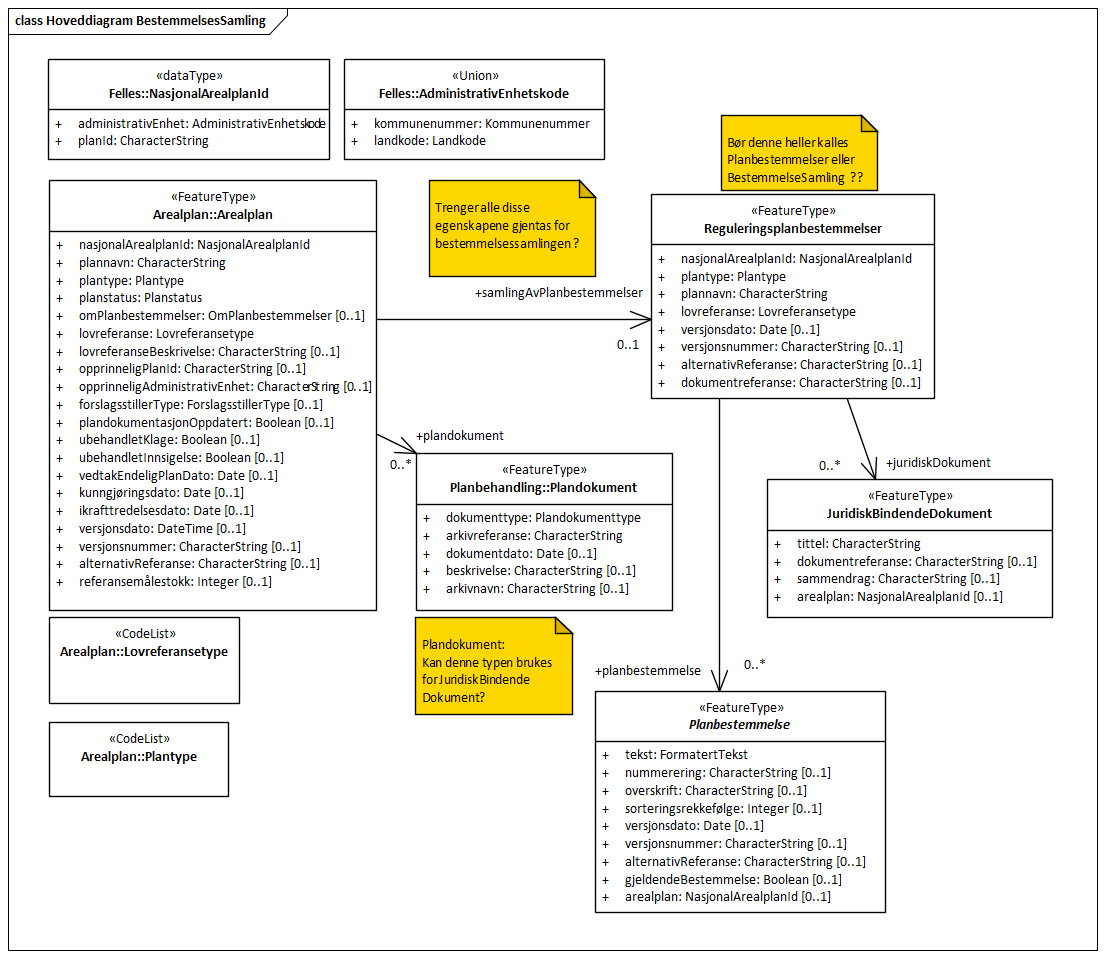 class Hoveddiagram BestemmelsesSamling
«dataType»
Felles::NasjonalArealplanId
+ administrativEnhet: AdministrativEnhetskode
+ planId: CharacterString
«Union»
Felles::AdministrativEnhetskode
+ kommunenummer: Kommunenummer
+ landkode: Landkode
Bør denne heller kalles
Planbestemmelser eller
BestemmelseSamling ??
«FeatureType»
Arealplan::Arealplan
+ nasjonalArealplanId: NasjonalArealplanId
+ plannavn: CharacterString
+ plantype: Plantype
+ planstatus: Planstatus
+ omPlanbestemmelser: OmPlanbestemmelser [0..1]
+ lovreferanse: Lovreferansetype
+ lovreferanseBeskrivelse: CharacterString [0..1]
+ opprinneligPlanId: CharacterString [0..1]
+ opprinneligAdministrativEnhet: CharacterString [0..1]
+ forslagsstillerType: ForslagsstillerType [0..1]
+ plandokumentasjonOppdatert: Boolean [0..1]
+ ubehandletKlage: Boolean [0..1]
+ ubehandletInnsigelse: Boolean [0..1]
+ vedtakEndeligPlanDato: Date [0..1]
+ kunngjøringsdato: Date [0..1]
+ ikrafttredelsesdato: Date [0..1]
+ versjonsdato: DateTime [0..1]
+ versjonsnummer: CharacterString [0..1]
+ alternativReferanse: CharacterString [0..1]
+ referansemålestokk: Integer [0..1]
Trenger alle disse
egenskapene gjentas for
bestemmelsessamlingen ?
«FeatureType»
Reguleringsplanbestemmelser
+ nasjonalArealplanId: NasjonalArealplanId
+ plantype: Plantype
+ plannavn: CharacterString
+ lovreferanse: Lovreferansetype
+ versjonsdato: Date [0..1]
+ versjonsnummer: CharacterString [0..1]
+ alternativReferanse: CharacterString [0..1]
+ dokumentreferanse: CharacterString [0..1]
+samlingAvPlanbestemmelser
0..1
+plandokument
0..*
«FeatureType»
Planbehandling::Plandokument
+ dokumenttype: Plandokumenttype
+ arkivreferanse: CharacterString
+ dokumentdato: Date [0..1]
+ beskrivelse: CharacterString [0..1]
+ arkivnavn: CharacterString [0..1]
0..*
+juridiskDokument
«FeatureType»
JuridiskBindendeDokument
+ tittel: CharacterString
+ dokumentreferanse: CharacterString [0..1]
+ sammendrag: CharacterString [0..1]
+ arealplan: NasjonalArealplanId [0..1]
«CodeList»
Arealplan::Lovreferansetype
Plandokument:
Kan denne typen brukes
for JuridiskBindende
Dokument?
«CodeList»
Arealplan::Plantype
+planbestemmelse
0..*
«FeatureType»
Planbestemmelse
+ tekst: FormatertTekst
+ nummerering: CharacterString [0..1]
+ overskrift: CharacterString [0..1]
+ sorteringsrekkefølge: Integer [0..1]
+ versjonsdato: Date [0..1]
+ versjonsnummer: CharacterString [0..1]
+ alternativReferanse: CharacterString [0..1]
+ gjeldendeBestemmelse: Boolean [0..1]
+ arealplan: NasjonalArealplanId [0..1]